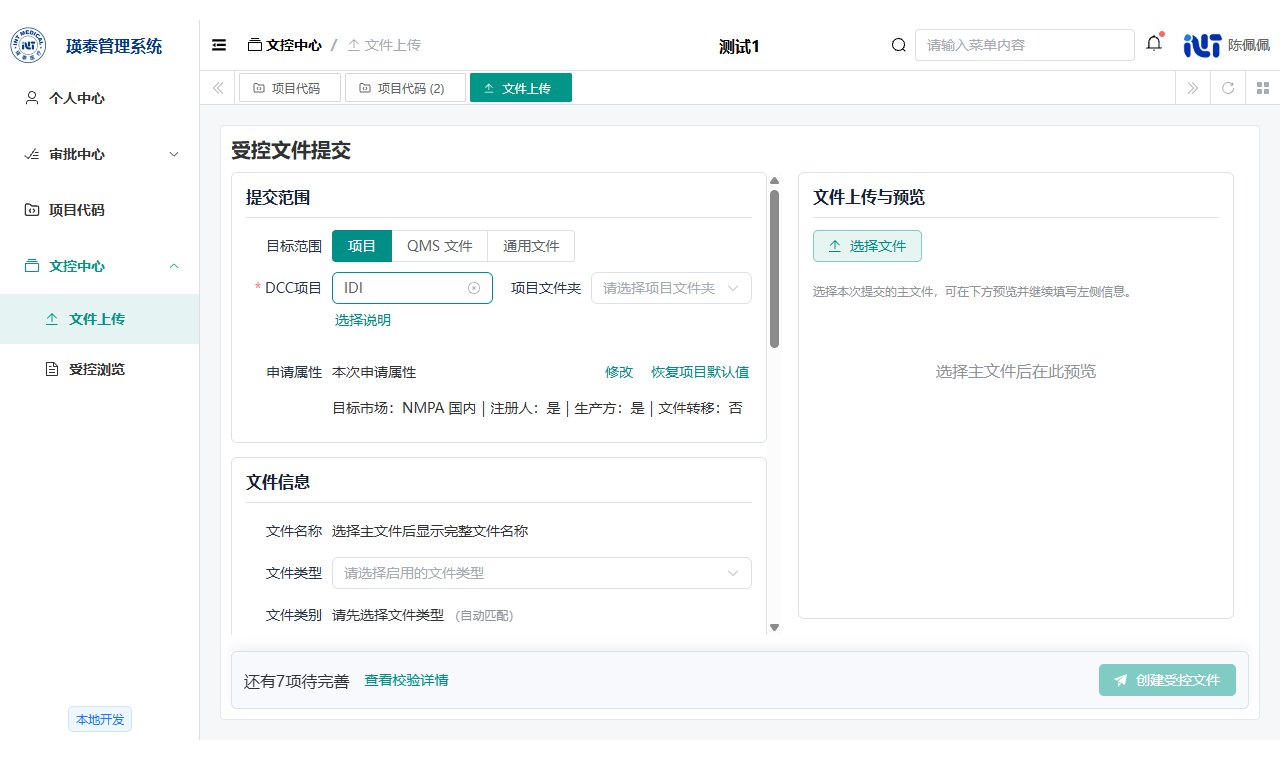 瑛泰管理系统
文控中心 / 文件上传
测试1
请输入菜单内容
陈佩佩
个人中心
审批中心
项目代码
文控中心
文件上传
受控浏览
本地开发
项目代码
项目代码 (2)
文件上传
受控文件提交
提交范围
目标范围 项目 QMS 文件 通用文件
* DCC项目 IDI 项目文件夹 请选择项目文件夹
选择说明
申请属性 本次申请属性 修改 恢复项目默认值
目标市场：NMPA 国内 | 注册人：是 | 生产方：是 | 文件转移：否
文件信息
文件名称 选择主文件后显示完整文件名称
文件类型 请选择启用的文件类型
文件类别 请先选择文件类型 (自动匹配)
文件上传与预览
选择文件
选择本次提交的主文件，可在下方预览并继续填写左侧信息。
选择主文件后在此预览
还有7项待完善 查看校验详情
创建受控文件